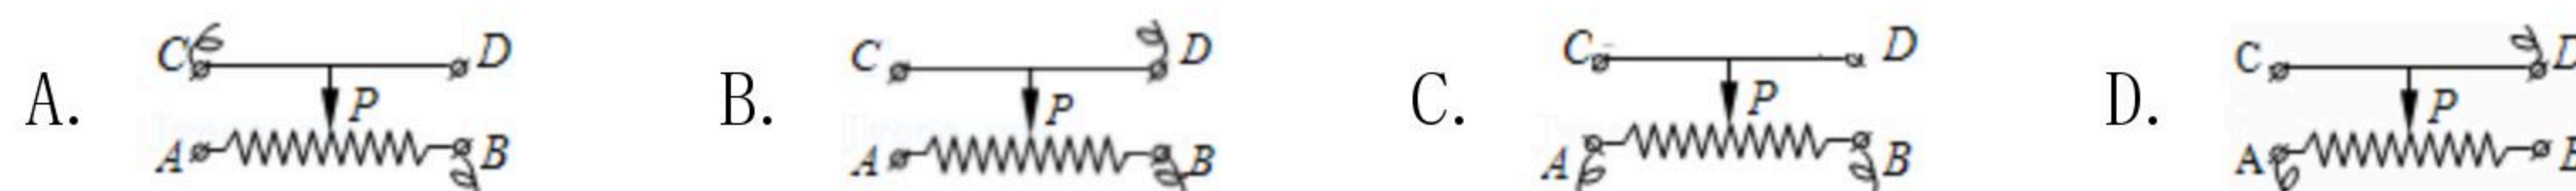 A. C D P A B
B. C D P A B
C. C D P A B
D. C D P A B